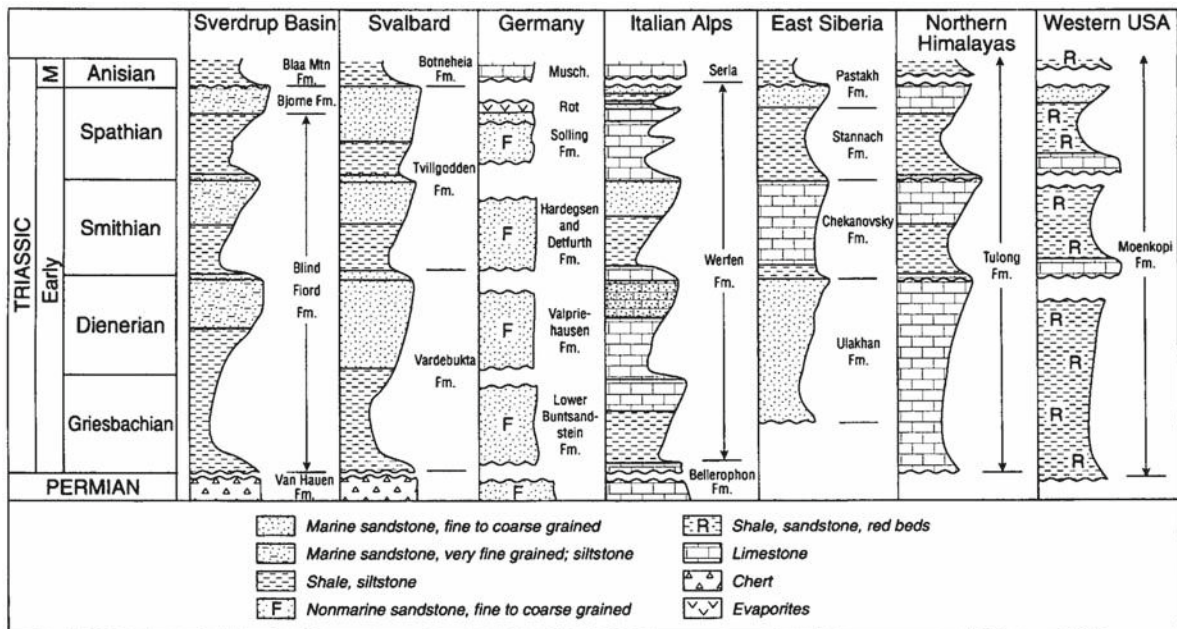 Sverdrup Basin
Svalbard
Germany
Italian Alps
East Siberia
Northern
Himalayas
Western USA
TRIASSIC
M
Early
Anisian
Spathian
Smithian
Dienerian
Griesbachian
PERMIAN
Blaa Mtn
Fm.
Bjorne Fm.
Blind
Fiord
Fm.
Van Hauen
Fm.
Botneheia
Fm.
Tvillgodden
Fm.
Vardebukta
Fm.
Musch.
Rot
F
Solling
Fm.
F
Hardegsen
and
Detfurth
Fm.
F
Valprie-
hausen
Fm.
F
Lower
Buntsand-
stein
Fm.
F
Serla
Werfen
Fm.
Bellerophon
Fm.
Pastakh
Fm.
Stannach
Fm.
Chekanovsky
Fm.
Ulakhan
Fm.
Tulong
Fm.
R
R
R
R
R
R
R
R
R
Moenkopi
Fm.
Marine sandstone, fine to coarse grained
Marine sandstone, very fine grained; siltstone
Shale, siltstone
F Nonmarine sandstone, fine to coarse grained
R Shale, sandstone, red beds
Limestone
Chert
Evaporites